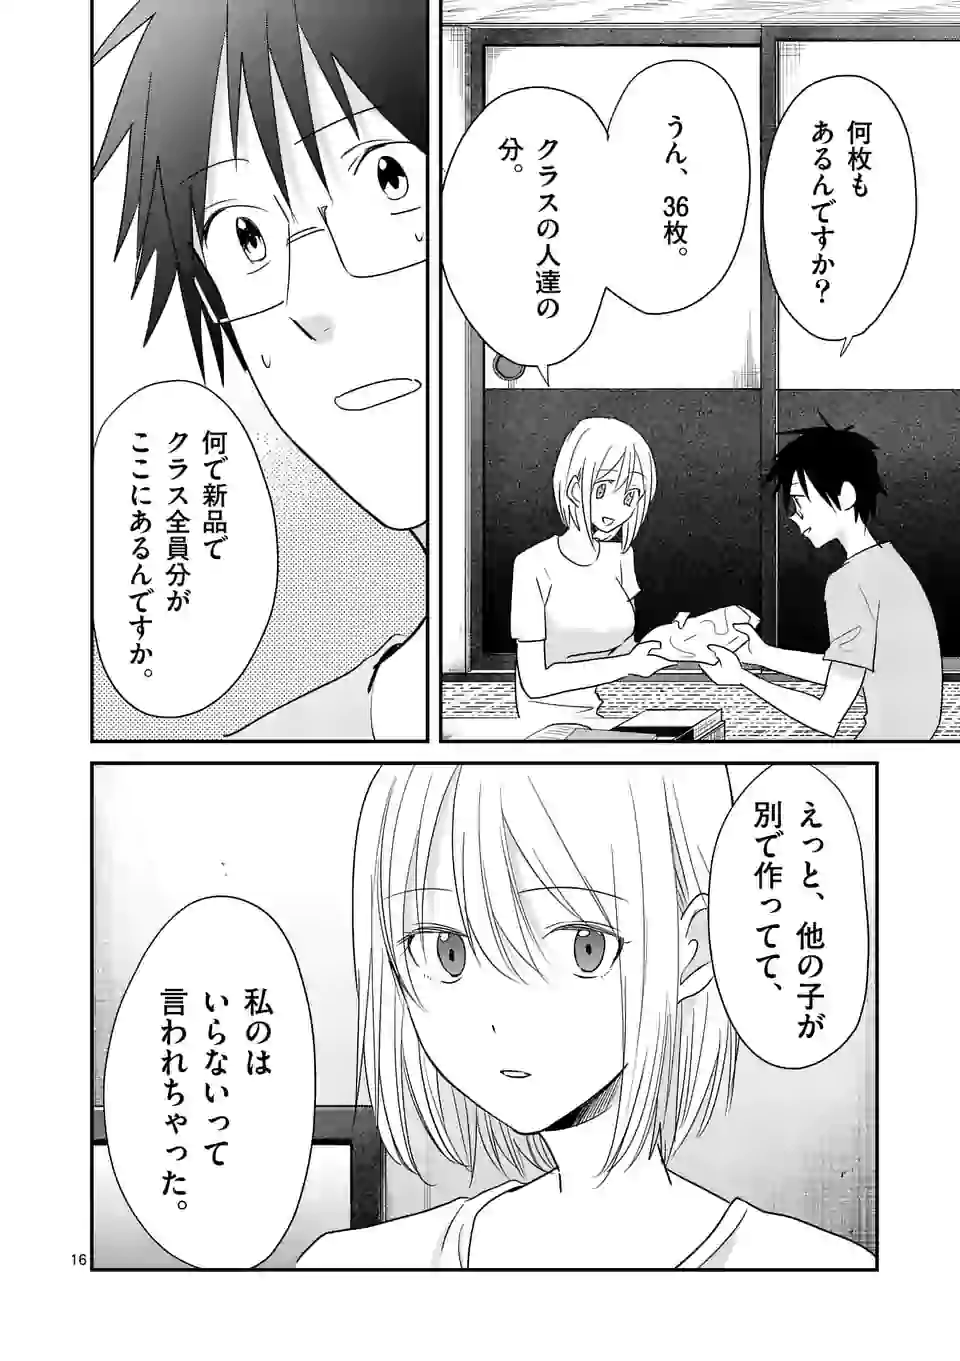 何枚も
あるんですか？
うん、36枚。
クラスの人達の
分。
何で新品で
クラス全員分が
ここにあるんですか。
えっと、他の子が
別で作ってて、
私のは
いらないって
言われちゃった。
16